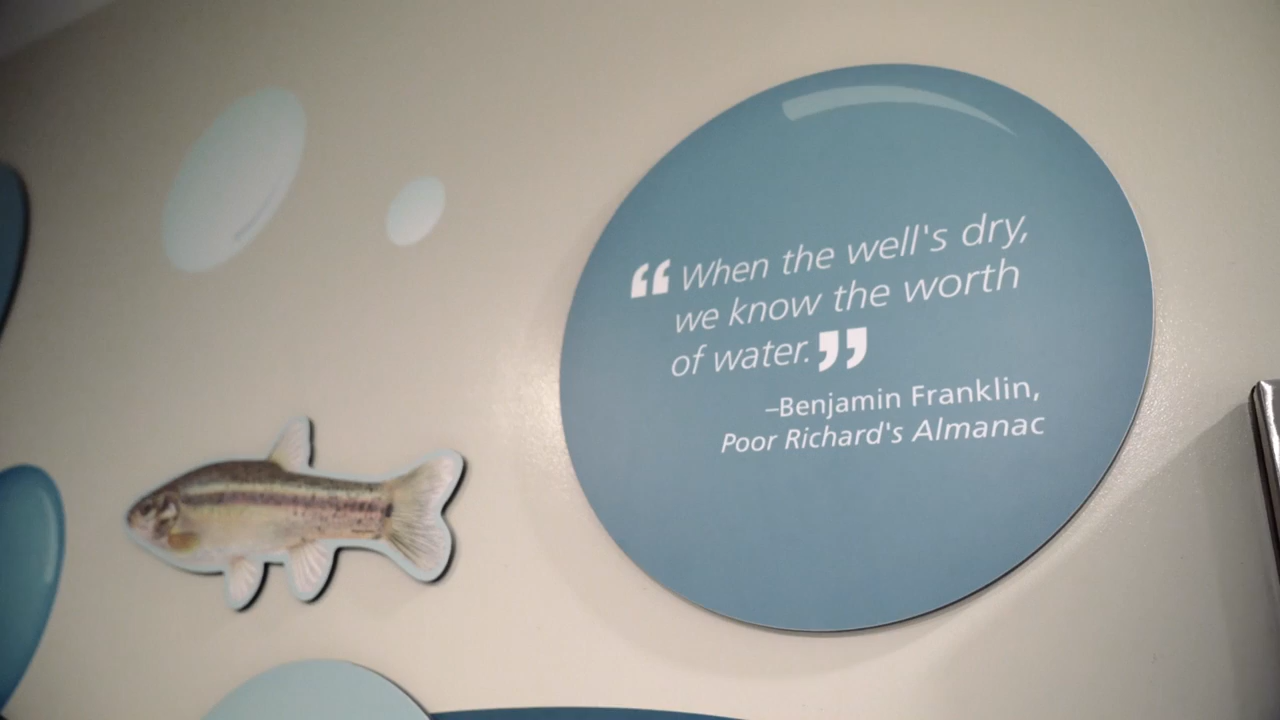 “When the well's dry,
we know the worth
of water.”
–Benjamin Franklin,
Poor Richard's Almanac